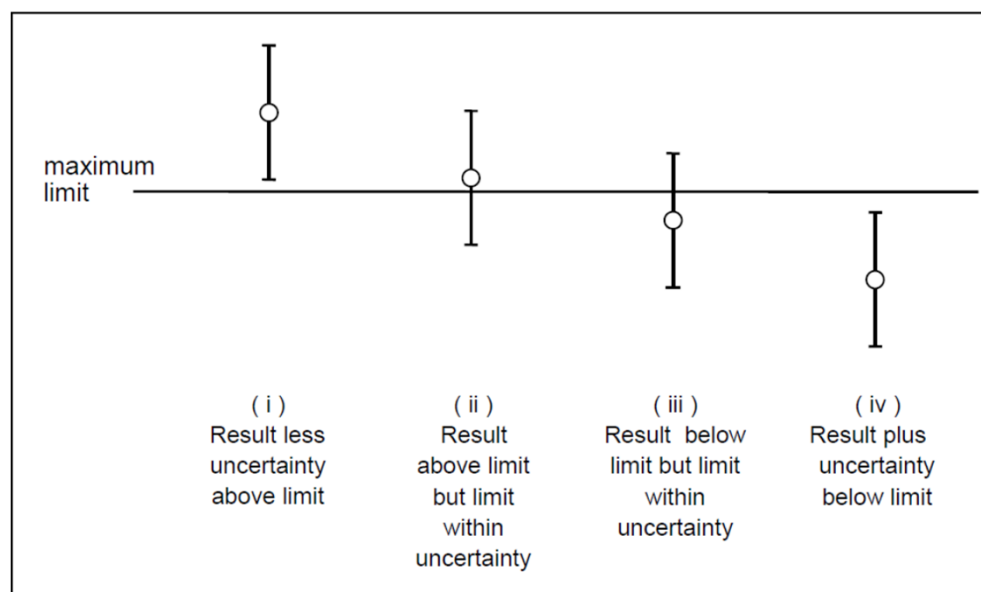 maximum
limit
( i )
Result less
uncertainty
above limit
( ii )
Result
above limit
but limit
within
uncertainty
( iii )
Result below
limit but limit
within
uncertainty
( iv )
Result plus
uncertainty
below limit